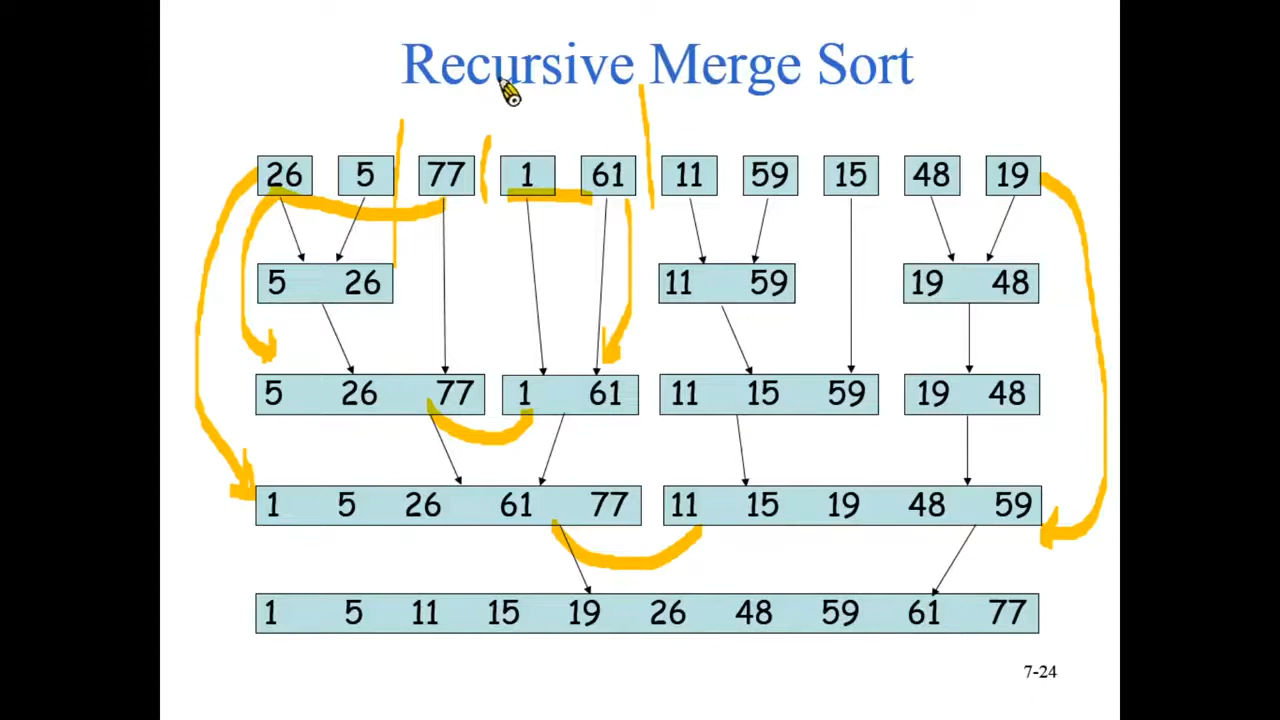 Recursive Merge Sort
26 5 77 1 61 11 59 15 48 19
5 26 11 59 19 48
5 26 77 1 61 11 15 59 19 48
1 5 26 61 77 11 15 19 48 59
1 5 11 15 19 26 48 59 61 77
7-24